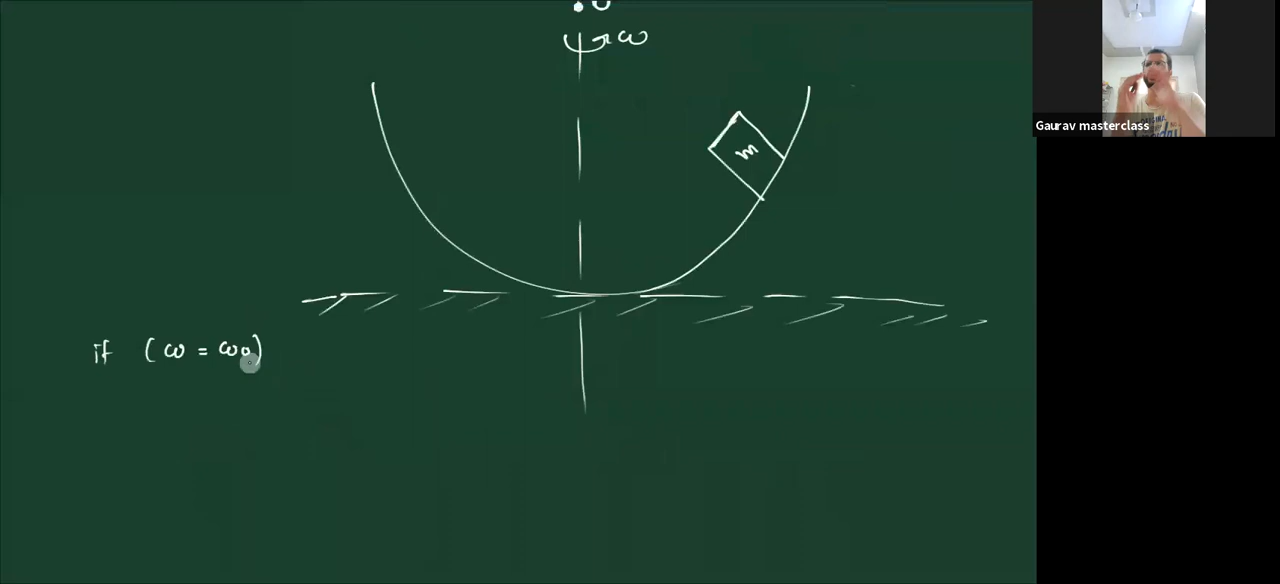 ω
m
if (ω = ω₀)
Gaurav masterclass